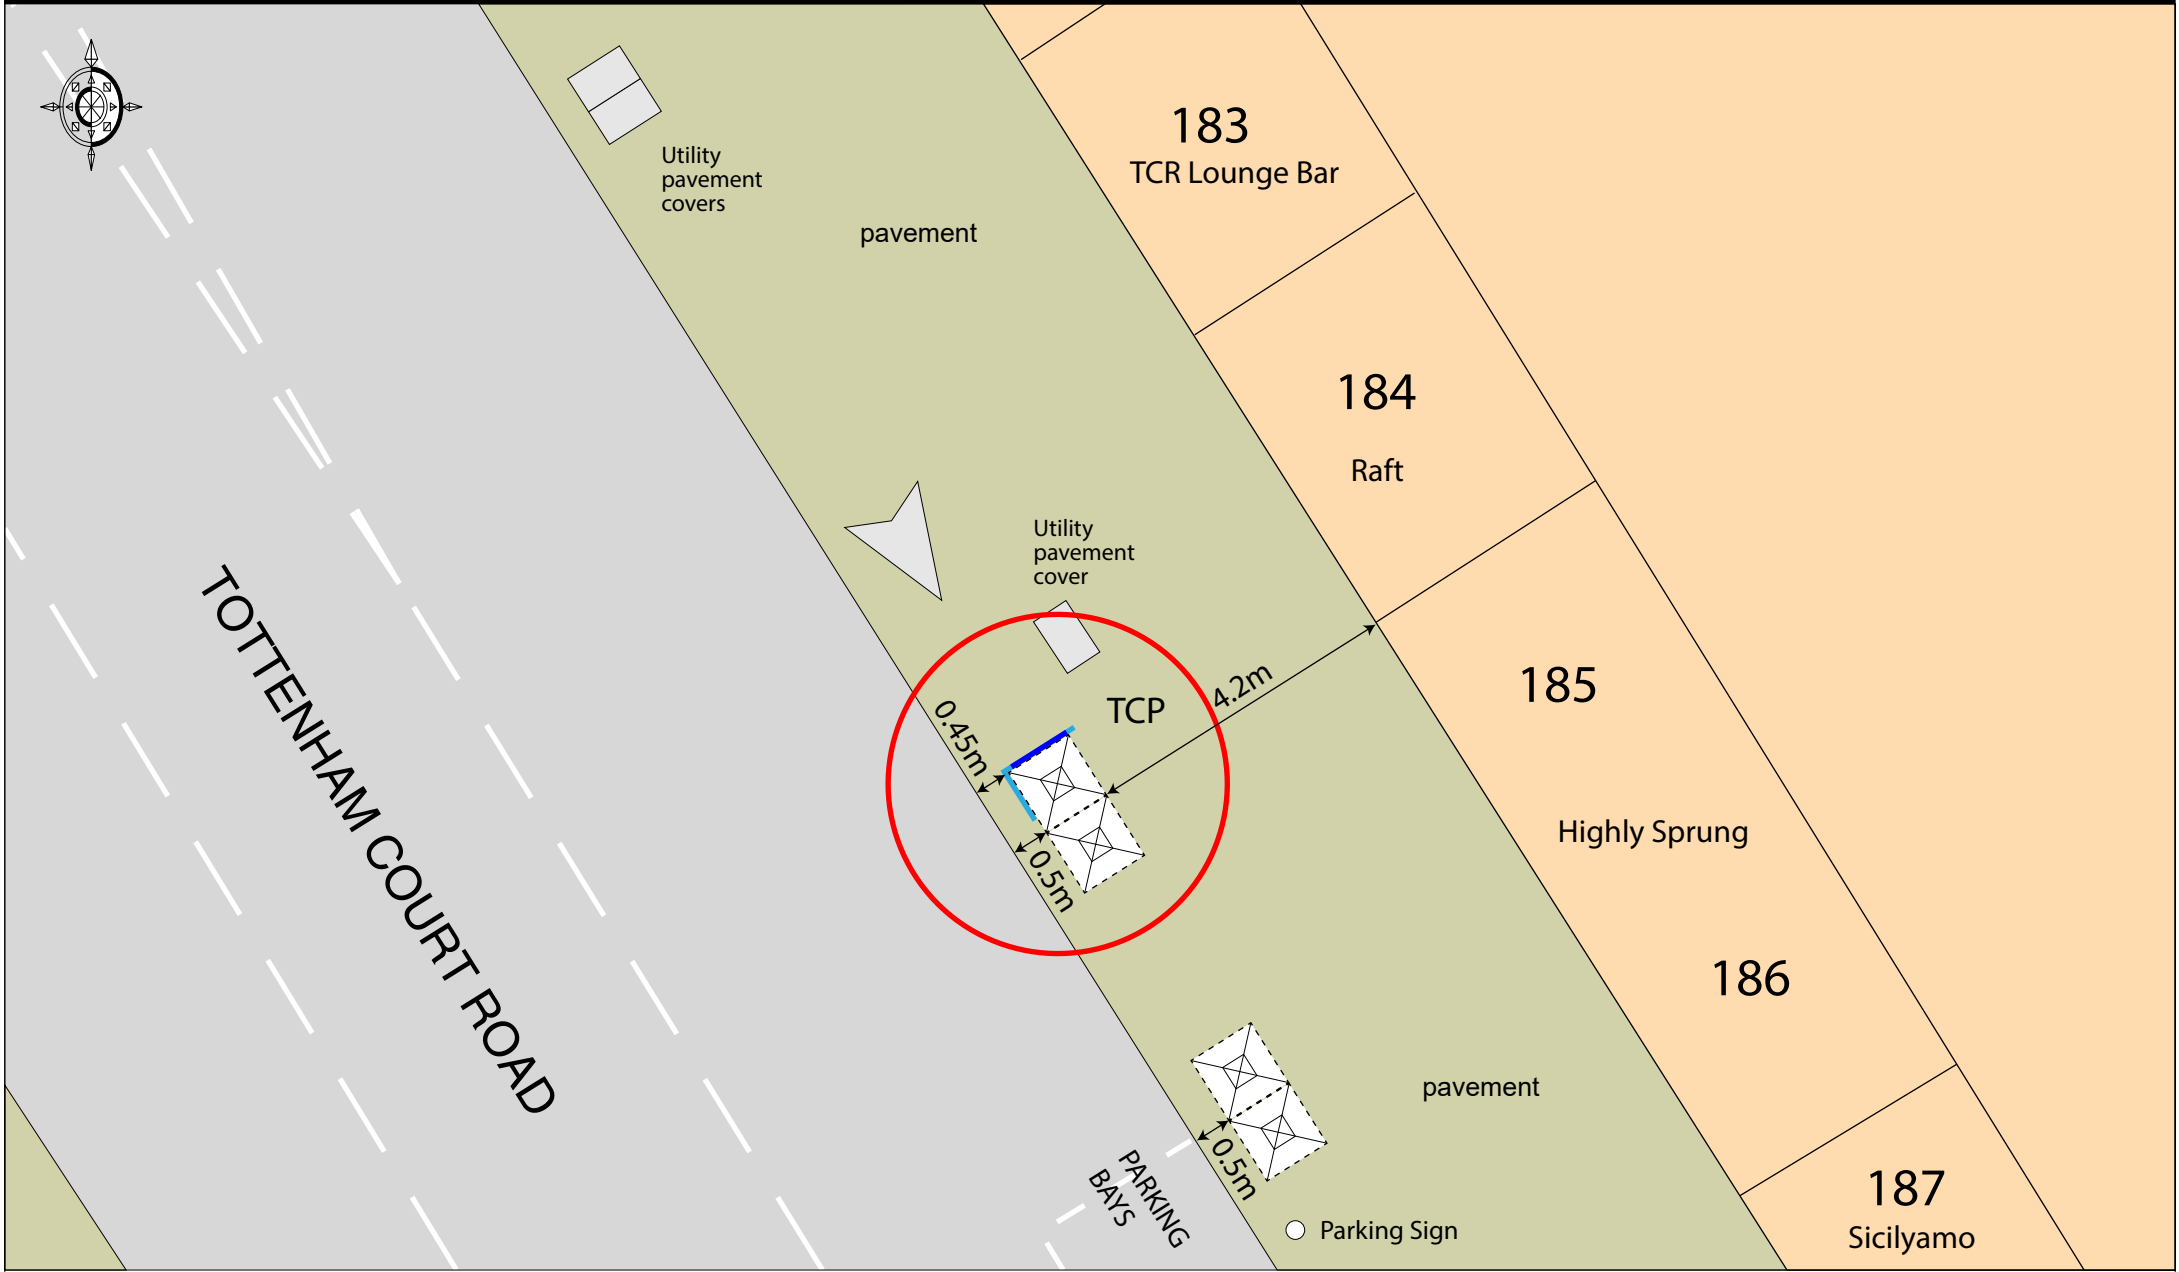 183
TCR Lounge Bar
Utility
pavement
covers
pavement
184
Raft
Utility
pavement
cover
TOTTENHAM COURT ROAD
TCP
4.2m
0.45m
0.5m
185
Highly Sprung
186
pavement
0.5m
PARKING
BAYS
187
Sicilyamo
Parking Sign